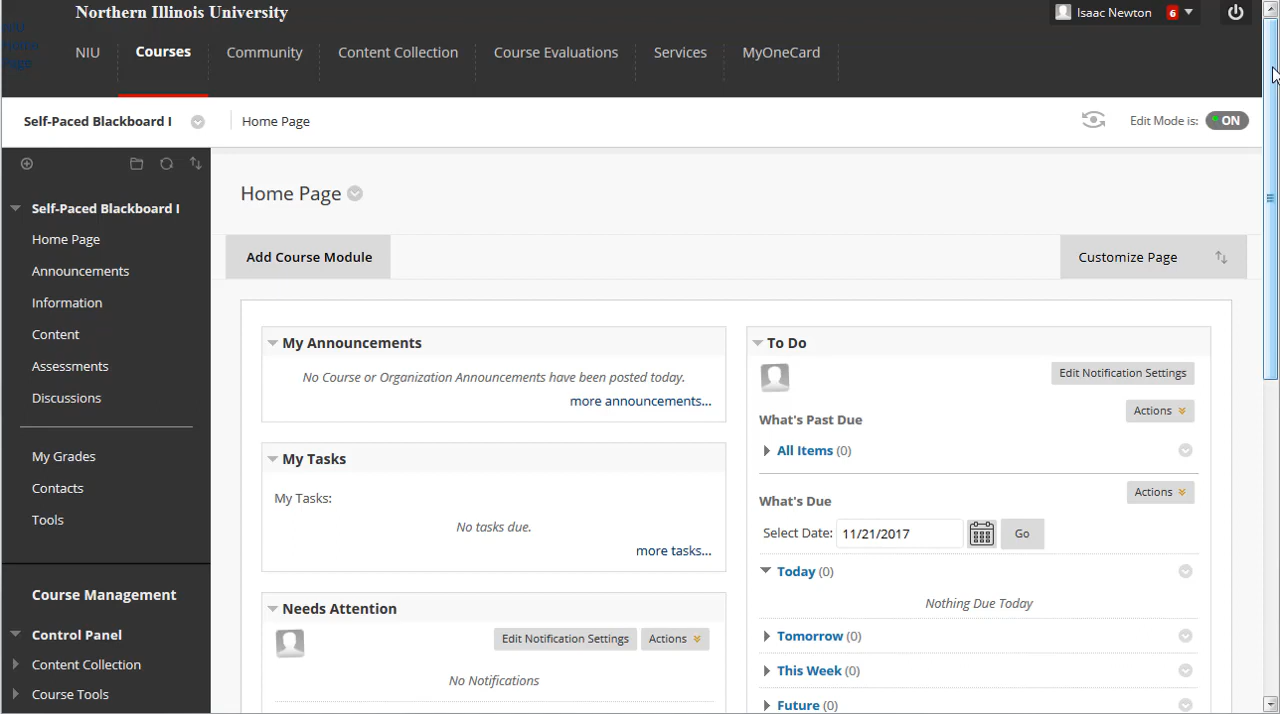 Northern Illinois University
Isaac Newton 6
NIU Home Page
NIU Courses Community Content Collection Course Evaluations Services MyOneCard
Self-Paced Blackboard I Home Page Edit Mode is: ON
Home Page
Add Course Module Customize Page
Self-Paced Blackboard I
Home Page
Announcements
Information
Content
Assessments
Discussions
My Grades
Contacts
Tools
Course Management
Control Panel
Content Collection
Course Tools
My Announcements
No Course or Organization Announcements have been posted today.
more announcements...
My Tasks
My Tasks:
No tasks due.
more tasks...
Needs Attention
Edit Notification Settings Actions
No Notifications
To Do
Edit Notification Settings
Actions
What's Past Due
All Items (0)
Actions
What's Due
Select Date: 11/21/2017 Go
Today (0)
Nothing Due Today
Tomorrow (0)
This Week (0)
Future (0)